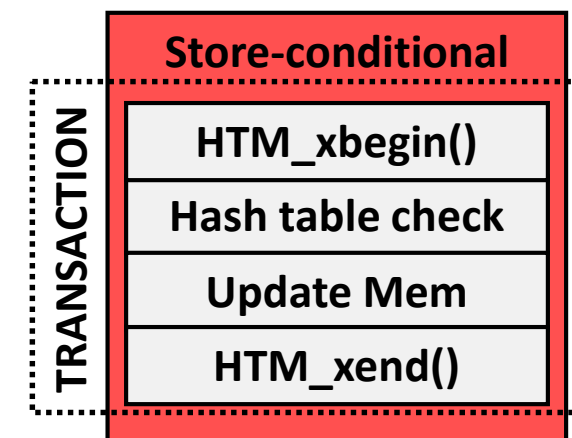 Store-conditional
TRANSACTION
HTM_xbegin()
Hash table check
Update Mem
HTM_xend()